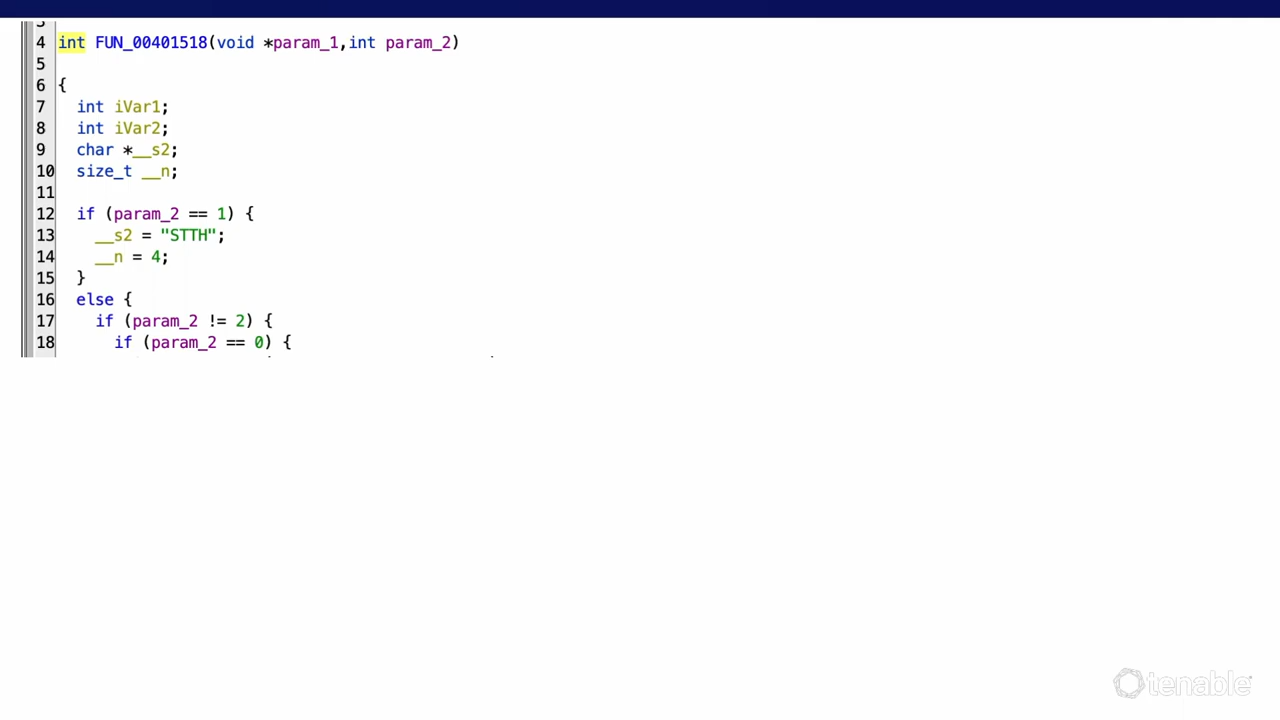 3
4 int FUN_00401518(void *param_1,int param_2)
5
6 {
7 int iVar1;
8 int iVar2;
9 char *__s2;
10 size_t __n;
11
12 if (param_2 == 1) {
13 __s2 = "STTH";
14 __n = 4;
15 }
16 else {
17 if (param_2 != 2) {
18 if (param_2 == 0) {
tenable